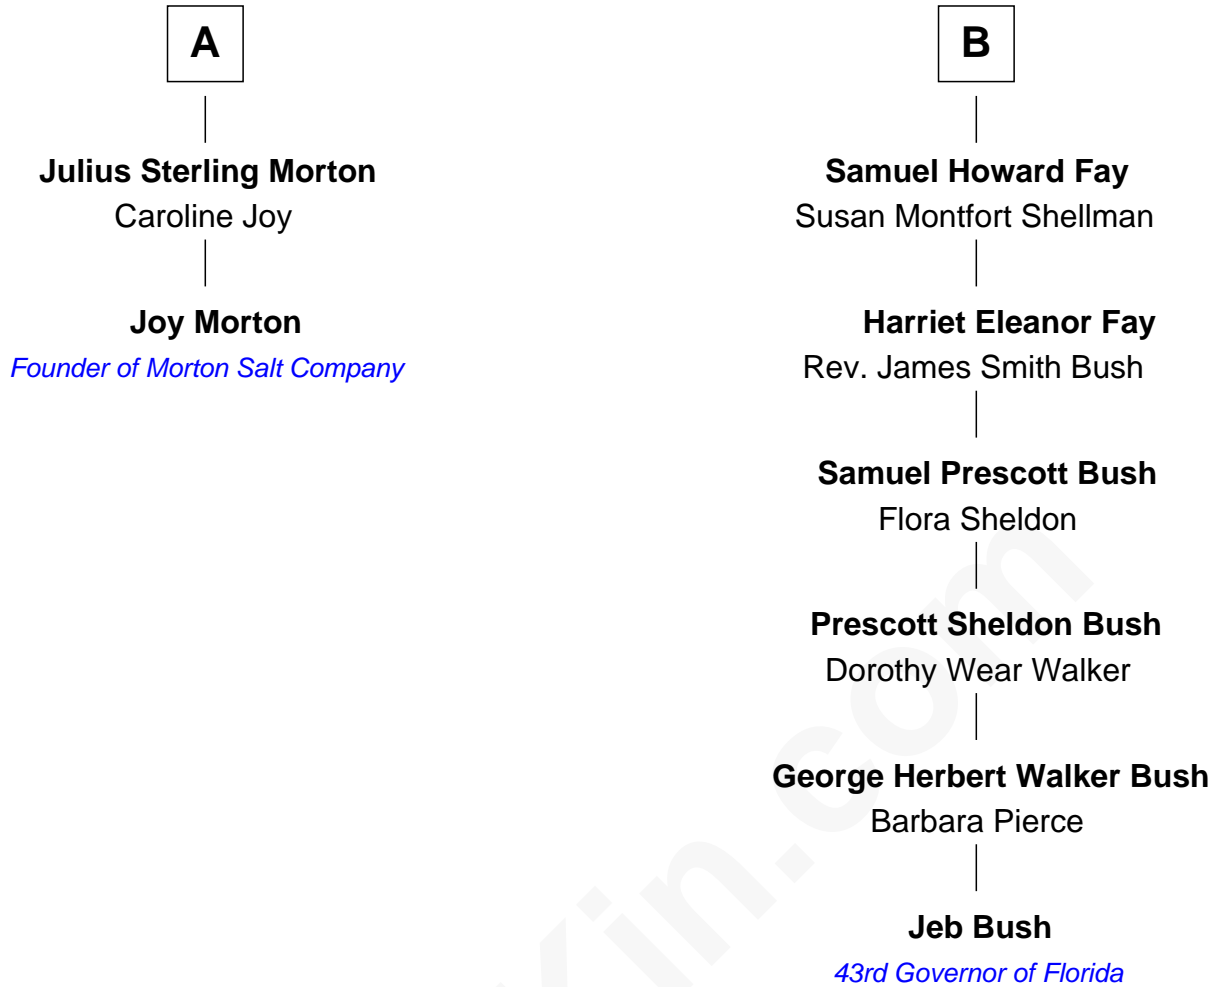 A
Julius Sterling Morton
Caroline Joy
Joy Morton
Founder of Morton Salt Company
B
Samuel Howard Fay
Susan Montfort Shellman
Harriet Eleanor Fay
Rev. James Smith Bush
Samuel Prescott Bush
Flora Sheldon
Prescott Sheldon Bush
Dorothy Wear Walker
George Herbert Walker Bush
Barbara Pierce
Jeb Bush
43rd Governor of Florida
Kin.com